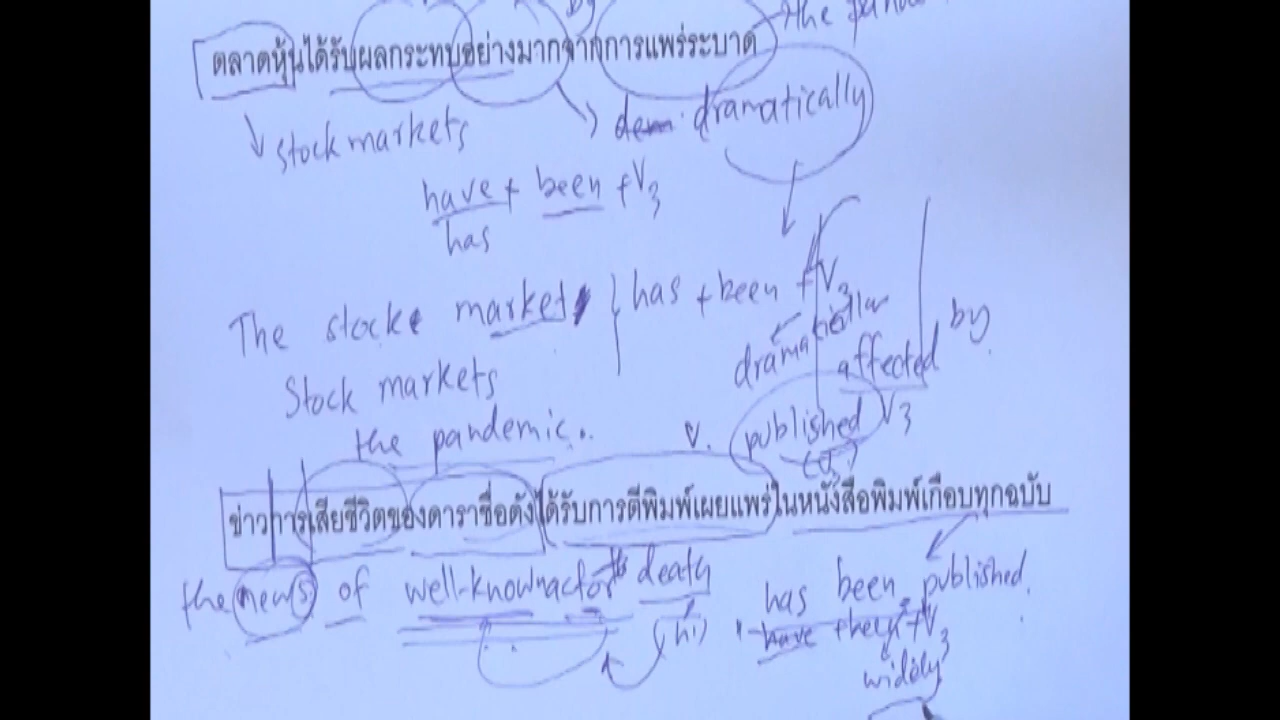 by the
ตลาดหุ้นได้รับผลกระทบอย่างมากจากการแพร่ระบาด
stock markets dramatically
have + been + V3
has
The stock market has + been + V3
dramatically affected by
Stock markets
the pandemic..
v. published V3
(V3)
ข่าวการเสียชีวิตของดาราชื่อดังได้รับการตีพิมพ์เผยแพร่ในหนังสือพิมพ์เกือบทุกฉบับ
the news of well-known actor death has been published.
(n) have + been + V3
widely